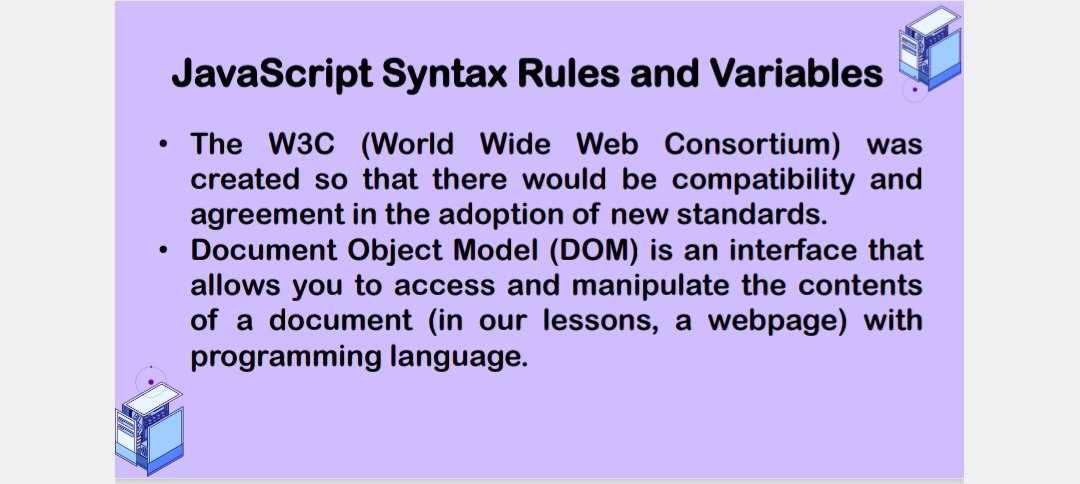 JavaScript Syntax Rules and Variables
• The W3C (World Wide Web Consortium) was
created so that there would be compatibility and
agreement in the adoption of new standards.
• Document Object Model (DOM) is an interface that
allows you to access and manipulate the contents
of a document (in our lessons, a webpage) with
programming language.